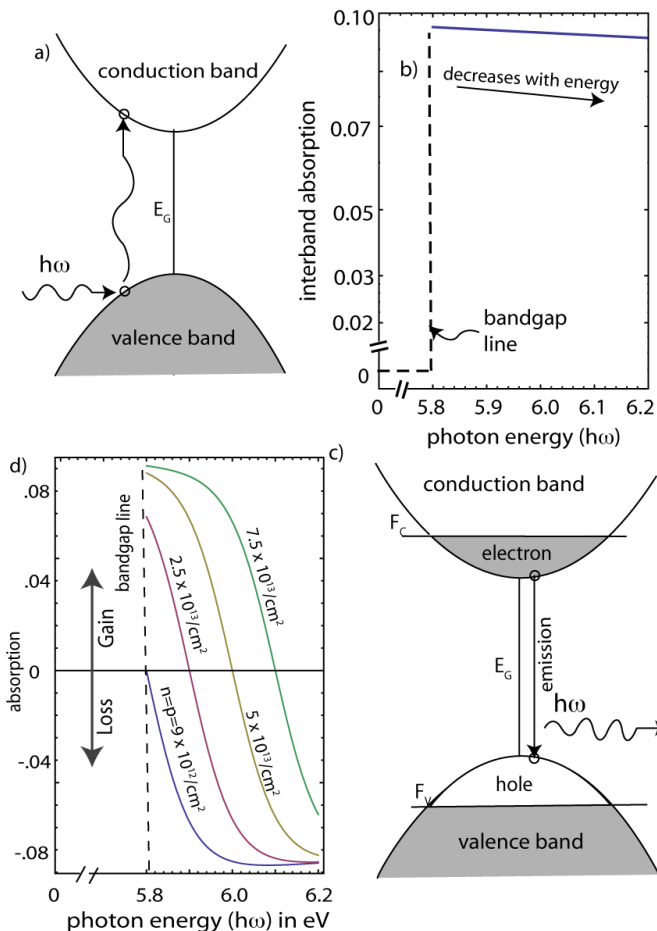 a)
conduction band
E_G
hω
valence band
b)
0.10
0.07
0.05
0.03
0.02
0
interband absorption
decreases with energy
bandgap
line
0
5.8
5.9
6.0
6.1
6.2
photon energy (hω)
d)
.08
.04
0
-.04
-.08
absorption
Gain
Loss
bandgap line
n=p=9 x 10^12/cm^2
2.5 x 10^13/cm^2
5 x 10^13/cm^2
7.5 x 10^13/cm^2
0
5.8
6.0
6.2
photon energy (hω) in eV
c)
conduction band
F_C
electron
E_G
emission
hω
hole
F_V
valence band